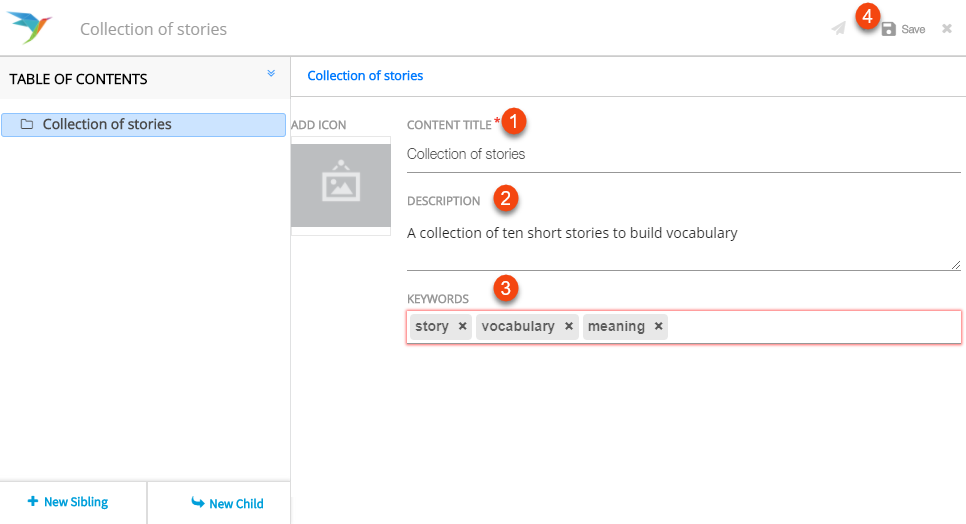 Collection of stories
4
Save
TABLE OF CONTENTS
Collection of stories
Collection of stories
ADD ICON
CONTENT TITLE * 1
Collection of stories
DESCRIPTION 2
A collection of ten short stories to build vocabulary
KEYWORDS 3
story × vocabulary × meaning ×
+ New Sibling
New Child